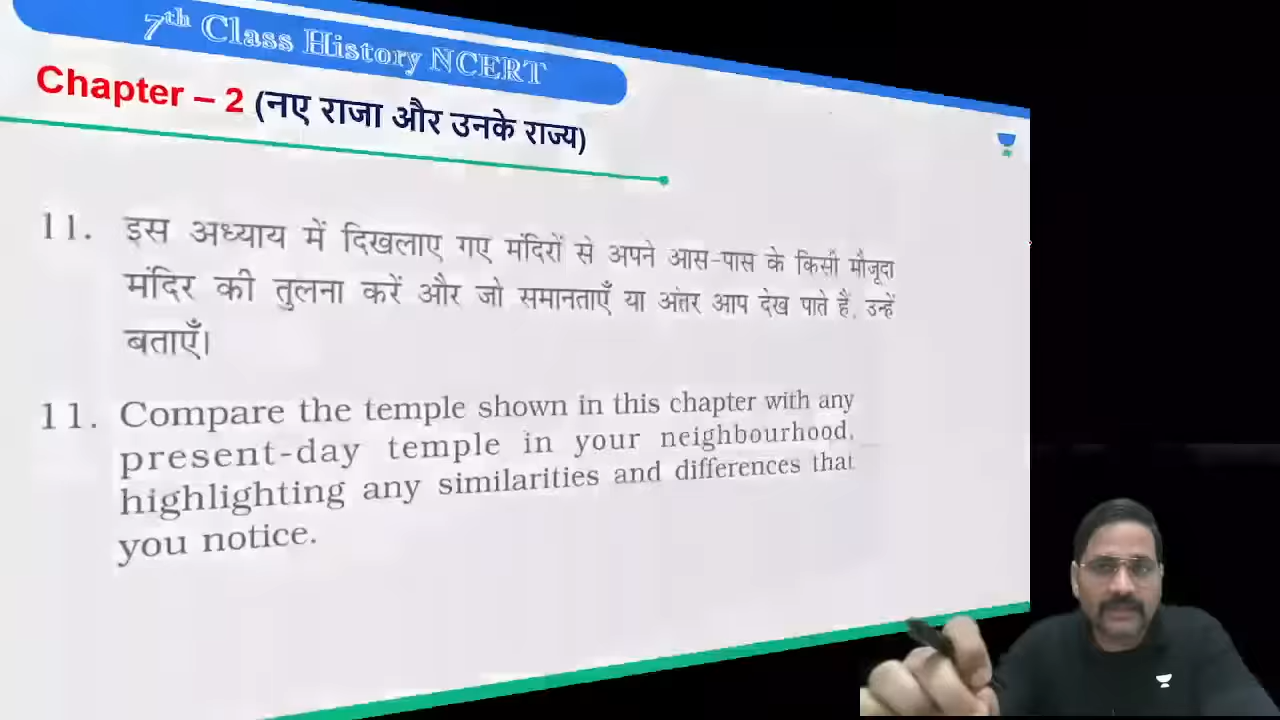 7th Class History NCERT
Chapter – 2 (नए राजा और उनके राज्य)
11. इस अध्याय में दिखलाए गए मंदिरों से अपने आस-पास के किसी मौजूदा
मंदिर की तुलना करें और जो समानताएँ या अंतर आप देख पाते हैं, उन्हें
बताएँ।
11. Compare the temple shown in this chapter with any
present-day temple in your neighbourhood,
highlighting any similarities and differences that
you notice.